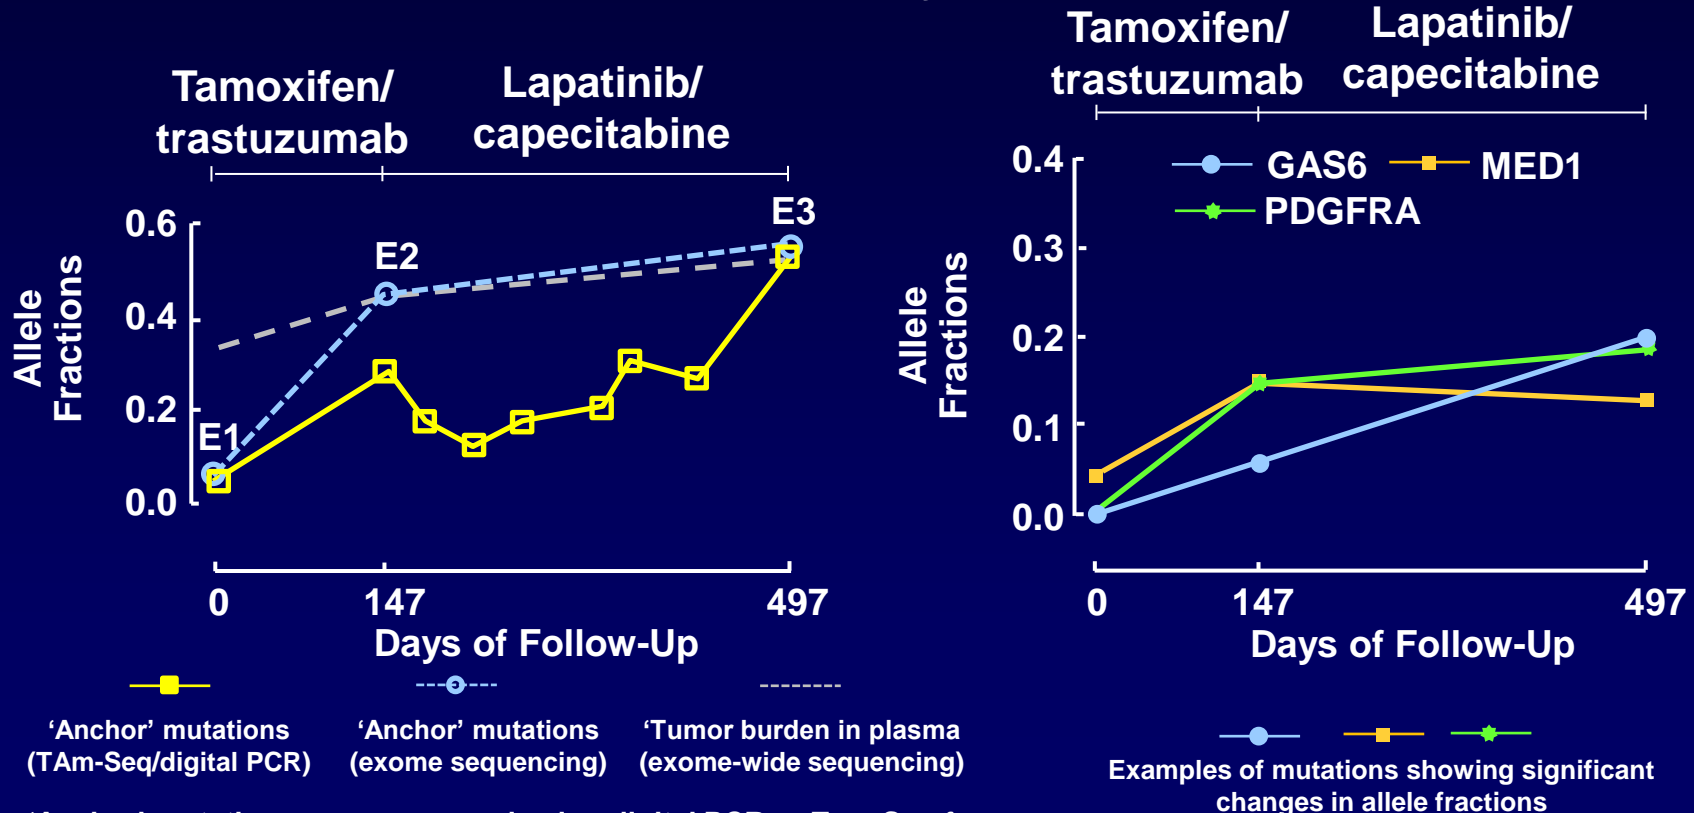 Tamoxifen/
trastuzumab
Lapatinib/
capecitabine
Allele
Fractions
0.6
0.4
0.2
0.0
E1
E2
E3
0
147
497
Days of Follow-Up
'Anchor' mutations
(TAm-Seq/digital PCR)
'Anchor' mutations
(exome sequencing)
'Tumor burden in plasma
(exome-wide sequencing)
Tamoxifen/
trastuzumab
Lapatinib/
capecitabine
Allele
Fractions
0.4
0.3
0.2
0.1
0.0
GAS6
MED1
PDGFRA
0
147
497
Days of Follow-Up
Examples of mutations showing significant
changes in allele fractions